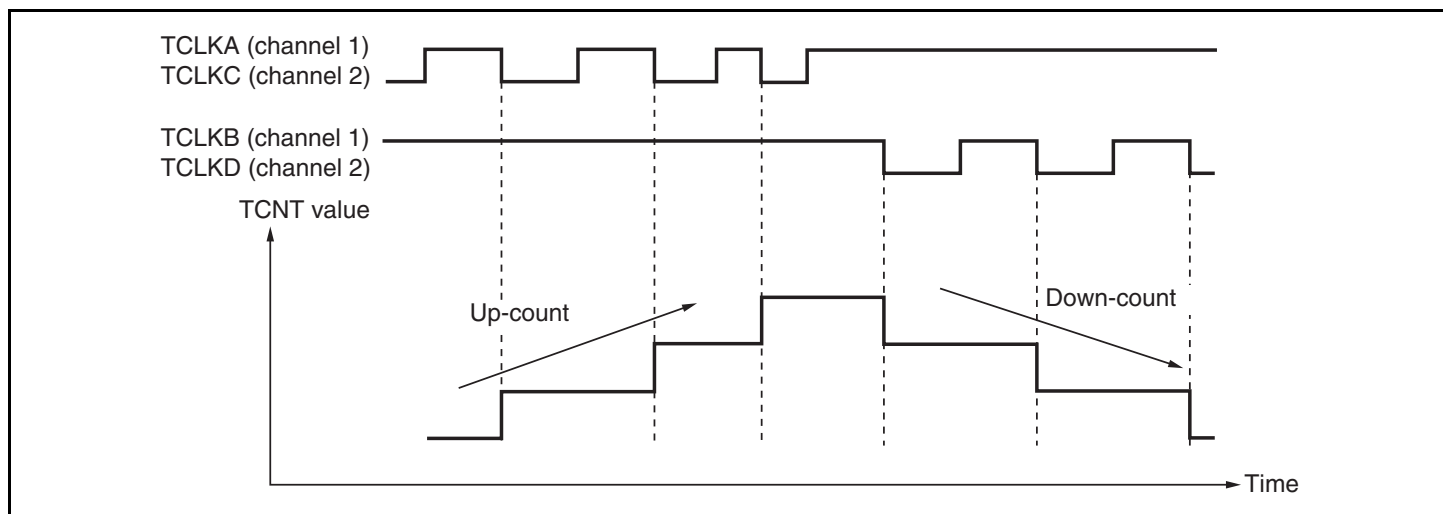 TCLKA (channel 1)
TCLKC (channel 2)
TCLKB (channel 1)
TCLKD (channel 2)
TCNT value
Up-count
Down-count
Time